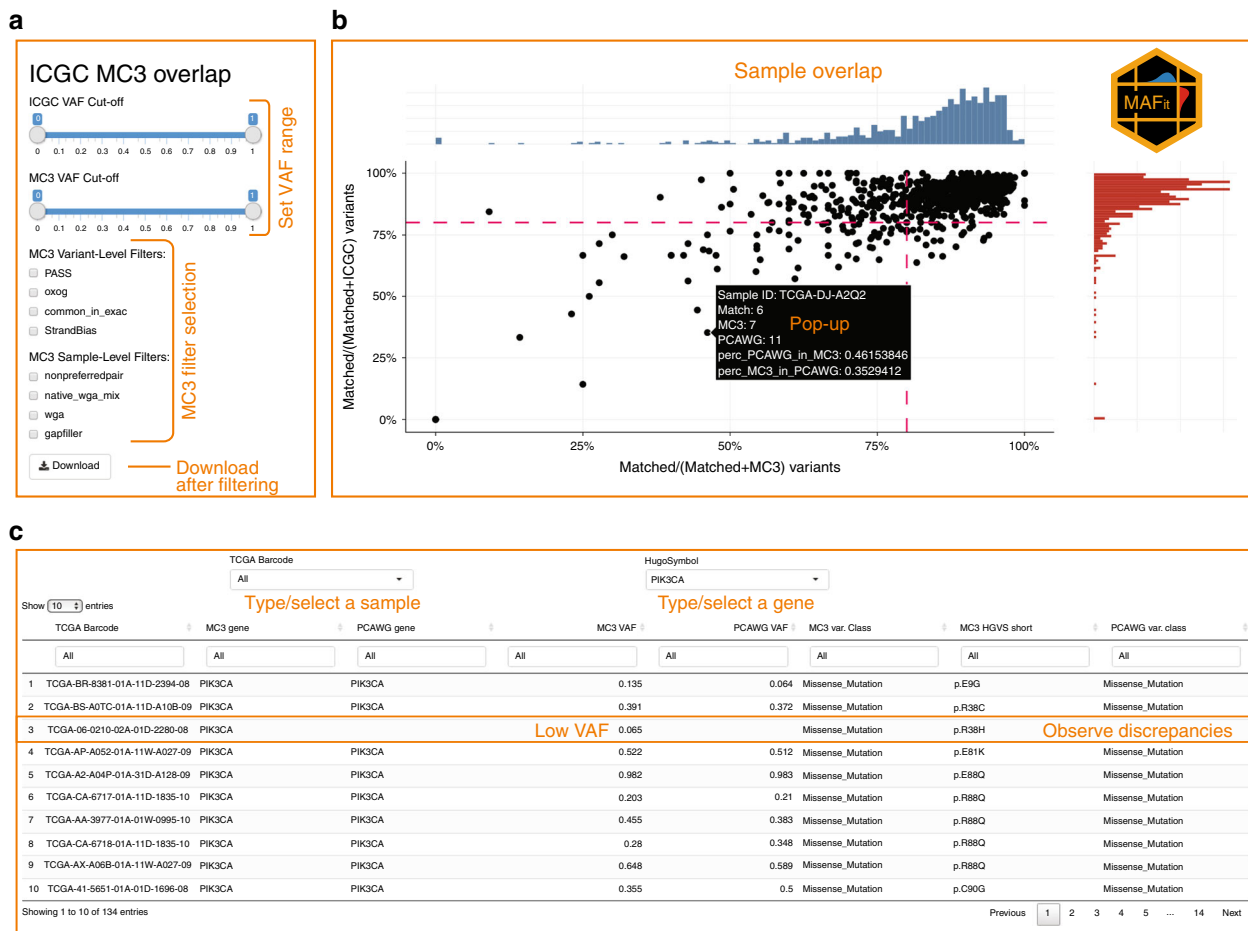 a
ICGC MC3 overlap
ICGC VAF Cut-off
0 1
0 0.1 0.2 0.3 0.4 0.5 0.6 0.7 0.8 0.9 1
MC3 VAF Cut-off
0 1
0 0.1 0.2 0.3 0.4 0.5 0.6 0.7 0.8 0.9 1
Set VAF range
MC3 Variant-Level Filters:
PASS
oxog
common_in_exac
StrandBias
MC3 Sample-Level Filters:
nonpreferredpair
native_wga_mix
wga
gapfiller
MC3 filter selection
Download
Download
after filtering
b
Sample overlap
MAFit
Matched/(Matched+ICGC) variants
100%
75%
50%
25%
0%
Sample ID: TCGA-DJ-A2Q2
Match: 6
MC3: 7
PCAWG: 11
perc_PCAWG_in_MC3: 0.46153846
perc_MC3_in_PCAWG: 0.3529412
Pop-up
0% 25% 50% 75% 100%
Matched/(Matched+MC3) variants
c
TCGA Barcode HugoSymbol
All PIK3CA
Show 10 entries Type/select a sample Type/select a gene
TCGA Barcode MC3 gene PCAWG gene MC3 VAF PCAWG VAF MC3 var. Class MC3 HGVS short PCAWG var. class
All All All All All All All All
1 TCGA-BR-8381-01A-11D-2394-08 PIK3CA PIK3CA 0.135 0.064 Missense_Mutation p.E9G Missense_Mutation
2 TCGA-BS-A0TC-01A-11D-A10B-09 PIK3CA PIK3CA 0.391 0.372 Missense_Mutation p.R38C Missense_Mutation
3 TCGA-06-0210-02A-01D-2280-08 PIK3CA Low VAF 0.065 Missense_Mutation p.R38H Observe discrepancies
4 TCGA-AP-A052-01A-11W-A027-09 PIK3CA PIK3CA 0.522 0.512 Missense_Mutation p.E81K Missense_Mutation
5 TCGA-A2-A04P-01A-31D-A128-09 PIK3CA PIK3CA 0.982 0.983 Missense_Mutation p.E88Q Missense_Mutation
6 TCGA-CA-6717-01A-11D-1835-10 PIK3CA PIK3CA 0.203 0.21 Missense_Mutation p.R88Q Missense_Mutation
7 TCGA-AA-3977-01A-01W-0995-10 PIK3CA PIK3CA 0.455 0.383 Missense_Mutation p.R88Q Missense_Mutation
8 TCGA-CA-6718-01A-11D-1835-10 PIK3CA PIK3CA 0.28 0.348 Missense_Mutation p.R88Q Missense_Mutation
9 TCGA-AX-A06B-01A-11W-A027-09 PIK3CA PIK3CA 0.648 0.589 Missense_Mutation p.R88Q Missense_Mutation
10 TCGA-41-5651-01A-01D-1696-08 PIK3CA PIK3CA 0.355 0.5 Missense_Mutation p.C90G Missense_Mutation
Showing 1 to 10 of 134 entries Previous 1 2 3 4 5 ... 14 Next